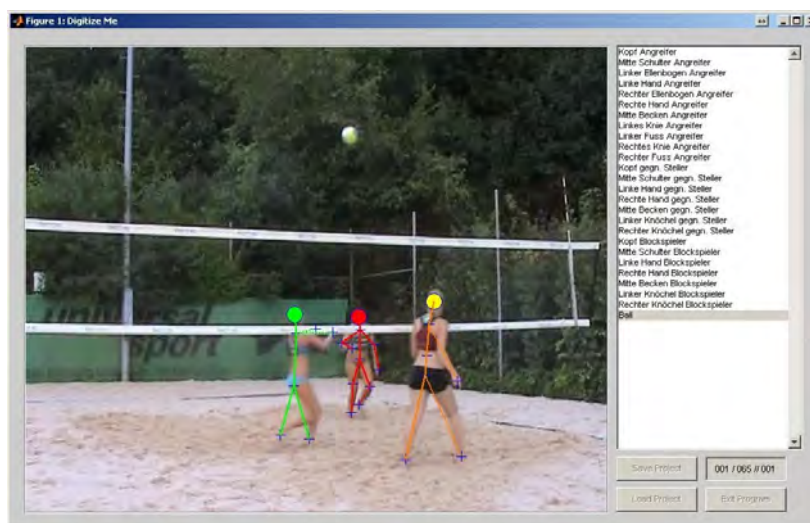 Figure 1: Digitize Me
universal
sport
Kopf Angreifer
Mitte Schulter Angreifer
Linker Ellenbogen Angreifer
Linke Hand Angreifer
Rechter Ellenbogen Angreifer
Rechte Hand Angreifer
Mitte Becken Angreifer
Linkes Knie Angreifer
Linker Fuss Angreifer
Rechtes Knie Angreifer
Rechter Fuss Angreifer
Kopf gegn. Steller
Mitte Schulter gegn. Steller
Linke Hand gegn. Steller
Rechte Hand gegn. Steller
Mitte Becken gegn. Steller
Linker Knöchel gegn. Steller
Rechter Knöchel gegn. Steller
Kopf Blockspieler
Mitte Schulter Blockspieler
Linke Hand Blockspieler
Rechte Hand Blockspieler
Mitte Becken Blockspieler
Linker Knöchel Blockspieler
Rechter Knöchel Blockspieler
Ball
Save Project
001 / 065 // 001
Load Project
Exit Program